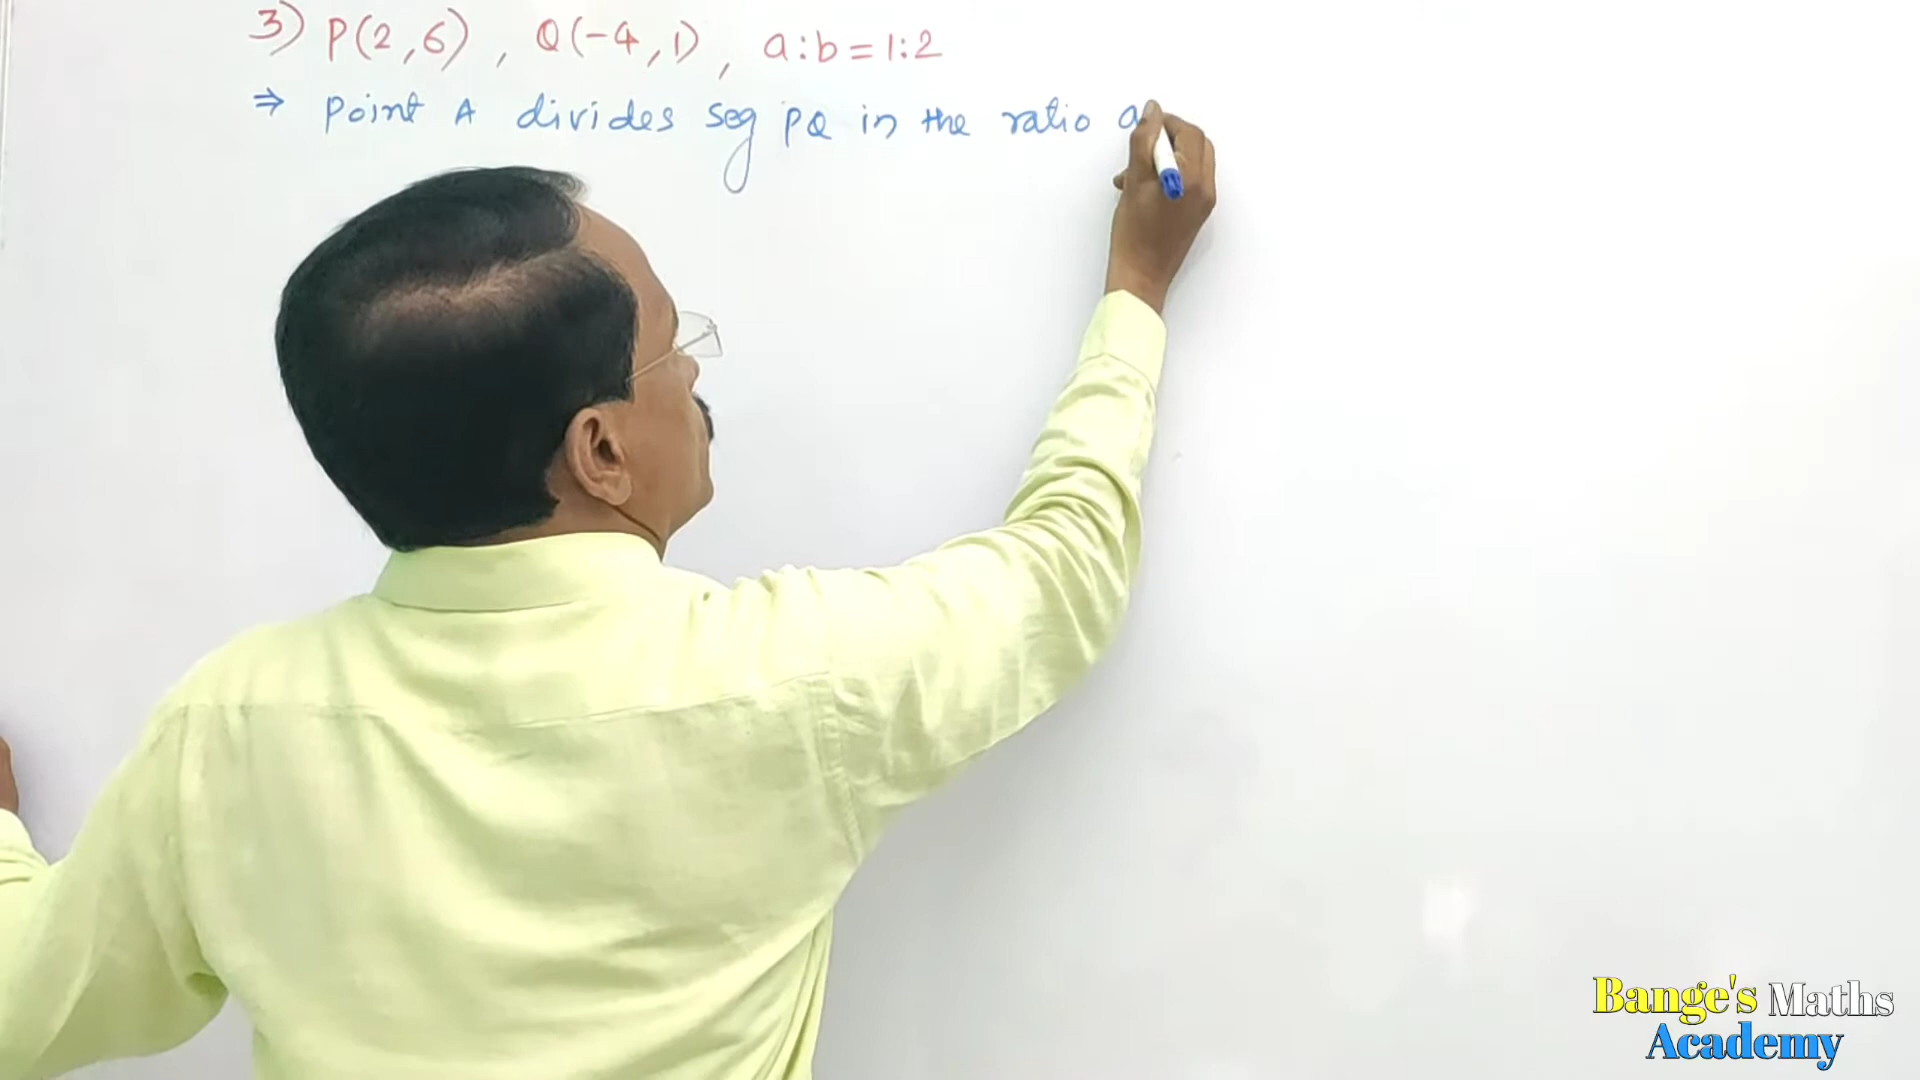 3) P(2,6), Q(-4,1), a:b=1:2
⇒ point A divides seg PQ in the ratio a
Bange's Maths
Academy